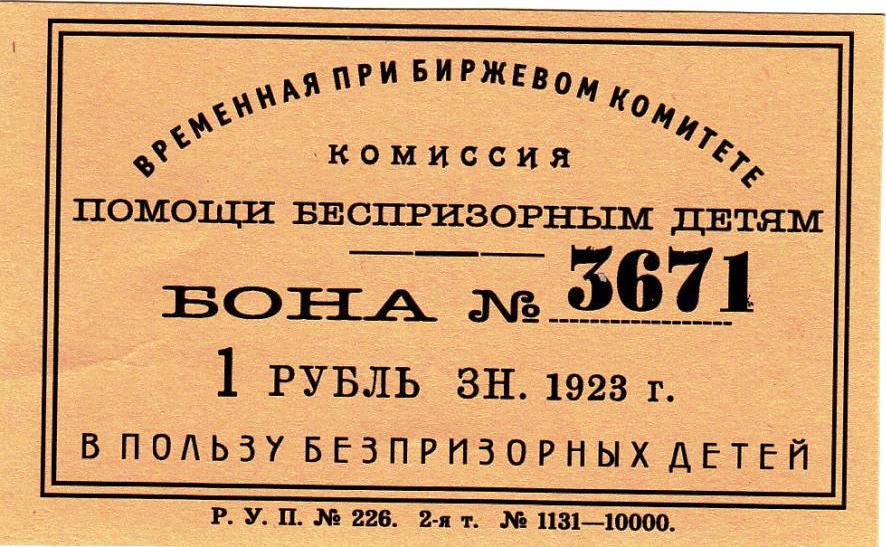 ВРЕМЕННАЯ ПРИ БИРЖЕВОМ КОМИТЕТЕ
КОМИССИЯ
ПОМОЩИ БЕСПРИЗОРНЫМ ДЕТЯМ
БОНА № 3671
1 РУБЛЬ ЗН. 1923 г.
В ПОЛЬЗУ БЕЗПРИЗОРНЫХ ДЕТЕЙ
Р. У. П. № 226. 2-я т. № 1131—10000.